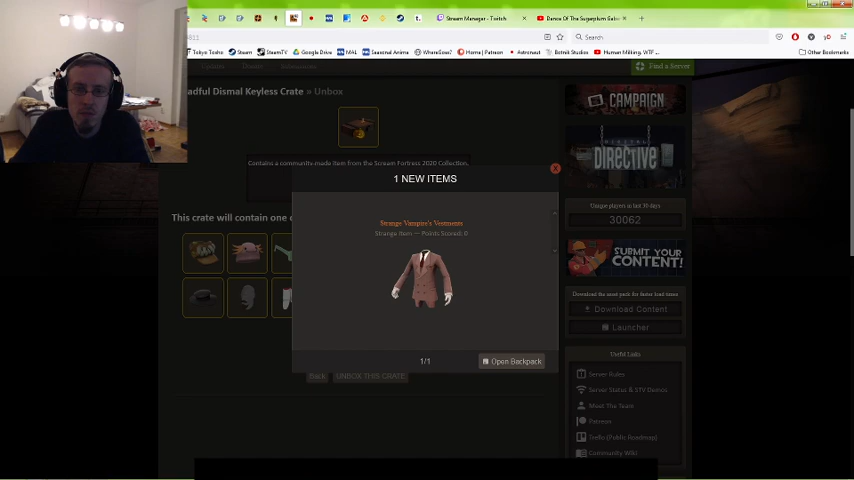 Stream Manager - Twitch
Dance Of The Sugarplum
Search
Tokyo Tosho Steam SteamTV Google Drive MAL Seasonal Anime WhereGoes? Home | Patreon Astronaut Botnik Studios Human Milking. WTF... Other Bookmarks
Find a Server
adful Dismal Keyless Crate » Unbox
CAMPAIGN
Contains a community made item from the Scream Fortress 2020 Collection.
1 NEW ITEMS
X
DIRECTIVE
Unique players in last 30 days
30062
This crate will contain one
Strange Vampire's Vestments
Strange Item — Points Scored: 0
SUBMIT YOUR
CONTENT!
Download the asset pack for faster load times
Download Content
Launcher
1/1
Open Backpack
Useful Links
Back
UNBOX THIS CRATE
Server Rules
Server Status & STV Demos
Meet The Team
Patreon
Trello (Public Roadmap)
Community Wiki